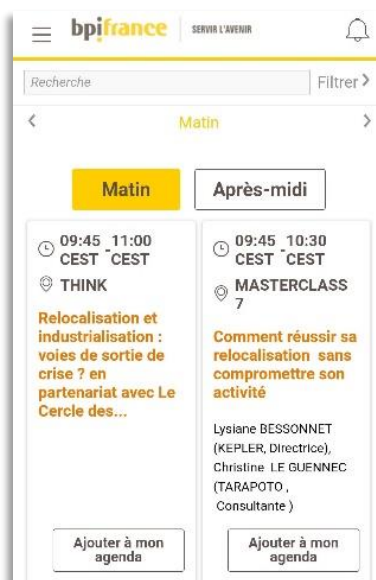 bpifrance SERVIR L'AVENIR
Recherche
Filtrer
Matin
Matin
Après-midi
09:45 - 11:00
CEST CEST
THINK
Relocalisation et
industrialisation :
voies de sortie de
crise ? en
partenariat avec Le
Cercle des...
Ajouter à mon
agenda
09:45 - 10:30
CEST CEST
MASTERCLASS
7
Comment réussir sa
relocalisation sans
compromettre son
activité
Lysiane BESSONNET
(KEPLER, Directrice),
Christine LE GUENNEC
(TARAPOTO ,
Consultante )
Ajouter à mon
agenda